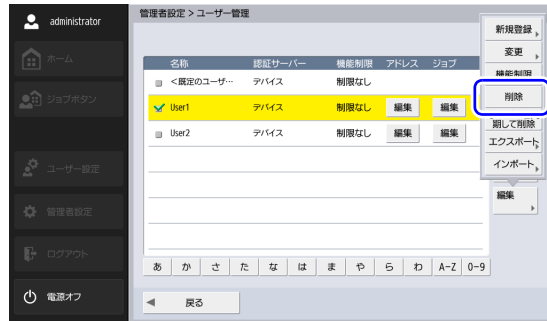 administrator
管理者設定 > ユーザー管理
ホーム
ジョブボタン
ユーザー設定
管理者設定
ログアウト
電源オフ
名称 認証サーバー 機能制限 アドレス ジョブ
<既定のユーザ… デバイス 制限なし
User1 デバイス 制限なし 編集 編集
User2 デバイス 制限なし 編集 編集
新規登録
変更
機能制限
削除
期して削除
エクスポート
インポート
編集
あ か さ た な は ま や ら わ A-Z 0-9
戻る